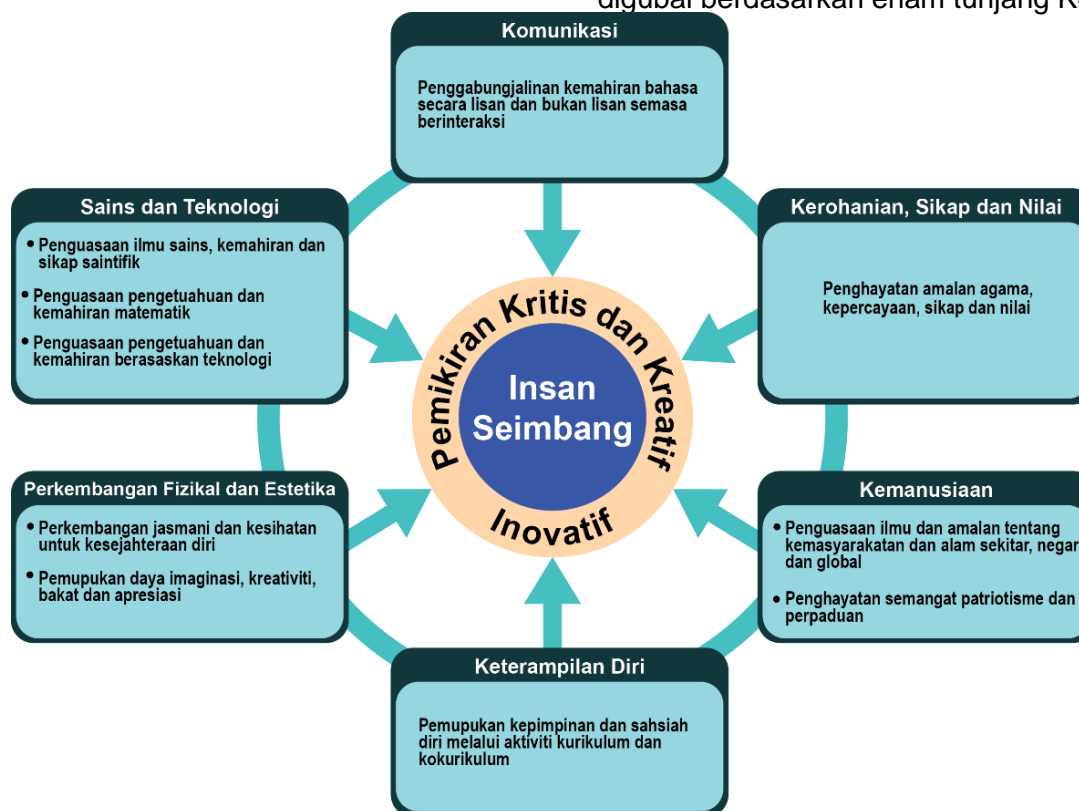 digubal berdasarkan enam tunjang
Komunikasi
Penggabungjalinan kemahiran bahasa
secara lisan dan bukan lisan semasa
berinteraksi
Sains dan Teknologi
• Penguasaan ilmu sains, kemahiran dan
sikap saintifik
• Penguasaan pengetuahuan dan
kemahiran matematik
• Penguasaan pengetuahuan dan
kemahiran berasaskan teknologi
Kerohanian, Sikap dan Nilai
Penghayatan amalan agama,
kepercayaan, sikap dan nilai
Pemikiran Kritis dan Kreatif
Insan
Seimbang
Inovatif
Perkembangan Fizikal dan Estetika
• Perkembangan jasmani dan kesihatan
untuk kesejahteraan diri
• Pemupukan daya imaginasi, kreativiti,
bakat dan apresiasi
Kemanusiaan
• Penguasaan ilmu dan amalan tentang
kemasyarakatan dan alam sekitar, negar
dan global
• Penghayatan semangat patriotisme dan
perpaduan
Keterampilan Diri
Pemupukan kepimpinan dan sahsiah
diri melalui aktiviti kurikulum dan
kokurikulum